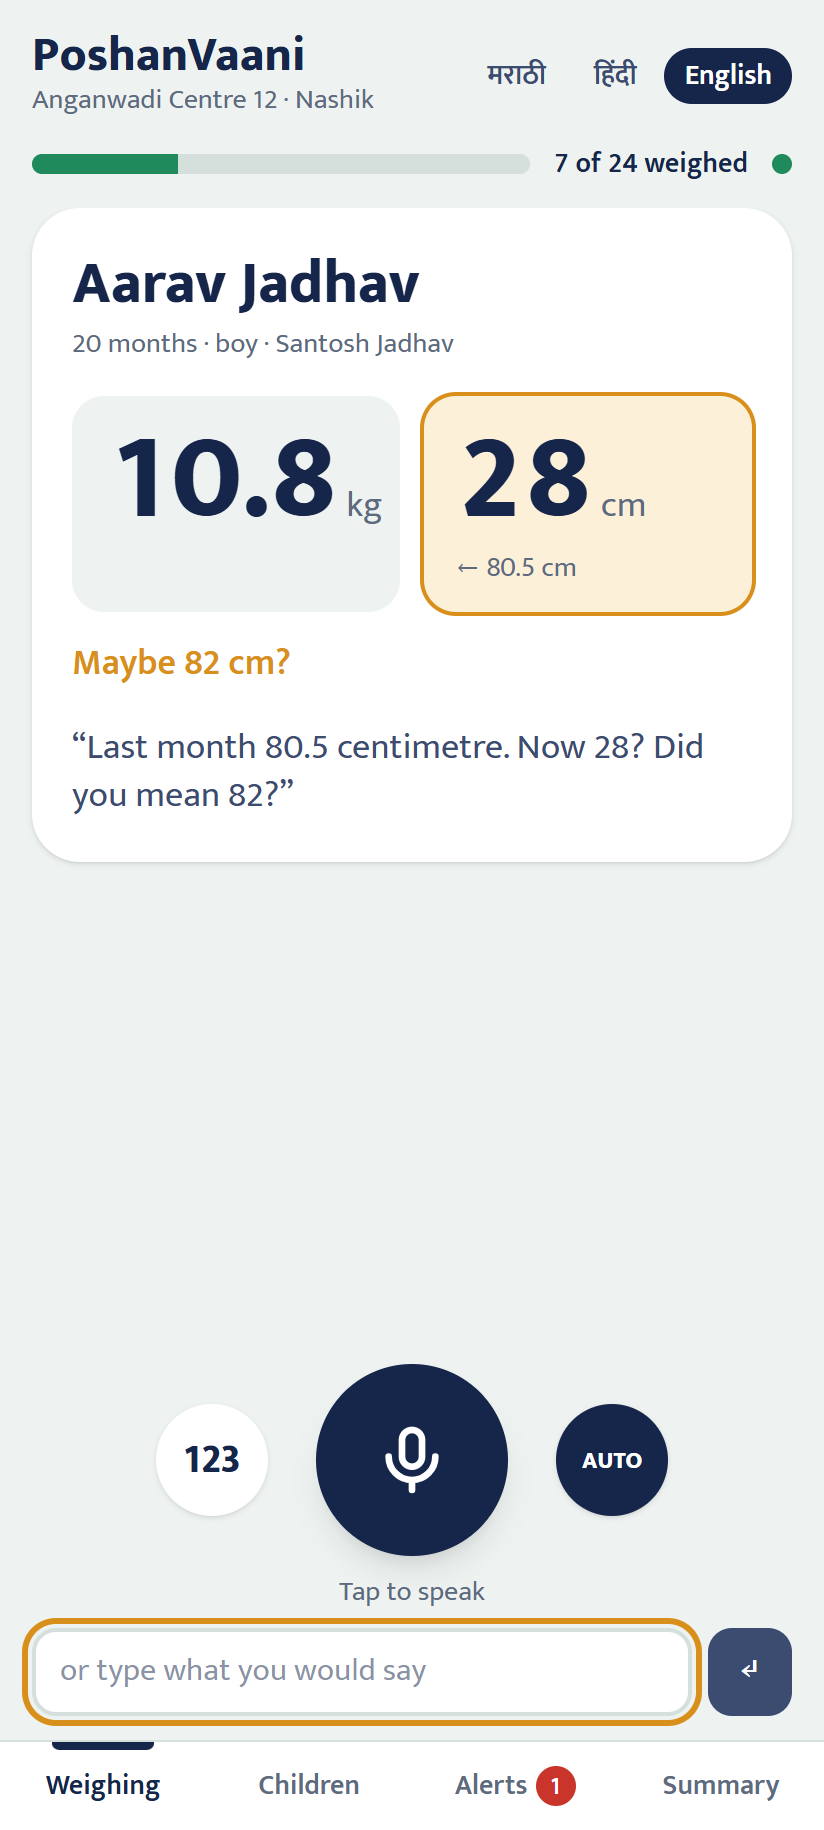 PoshanVaani
Anganwadi Centre 12 · Nashik
मराठी हिंदी English
7 of 24 weighed
Aarav Jadhav
20 months · boy · Santosh Jadhav
10.8 kg
28 cm
← 80.5 cm
Maybe 82 cm?
“Last month 80.5 centimetre. Now 28? Did
you mean 82?”
123
AUTO
Tap to speak
or type what you would say
↵
Weighing Children Alerts 1 Summary